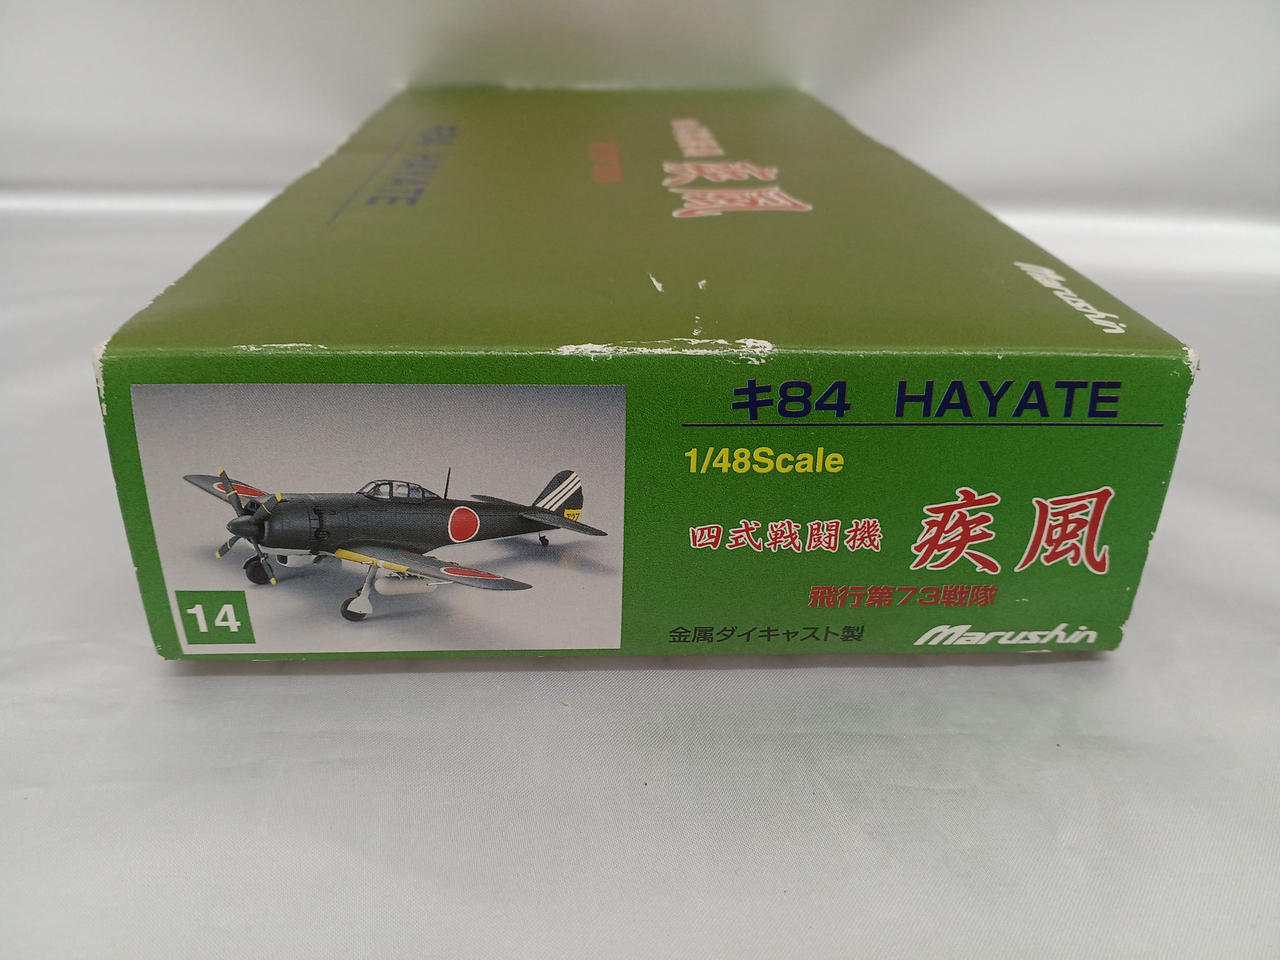 HAYATE
疾風
Marushin
キ84 HAYATE
1/48Scale
四式戦闘機 疾風
飛行第73戦隊
金属ダイキャスト製
Marushin
14